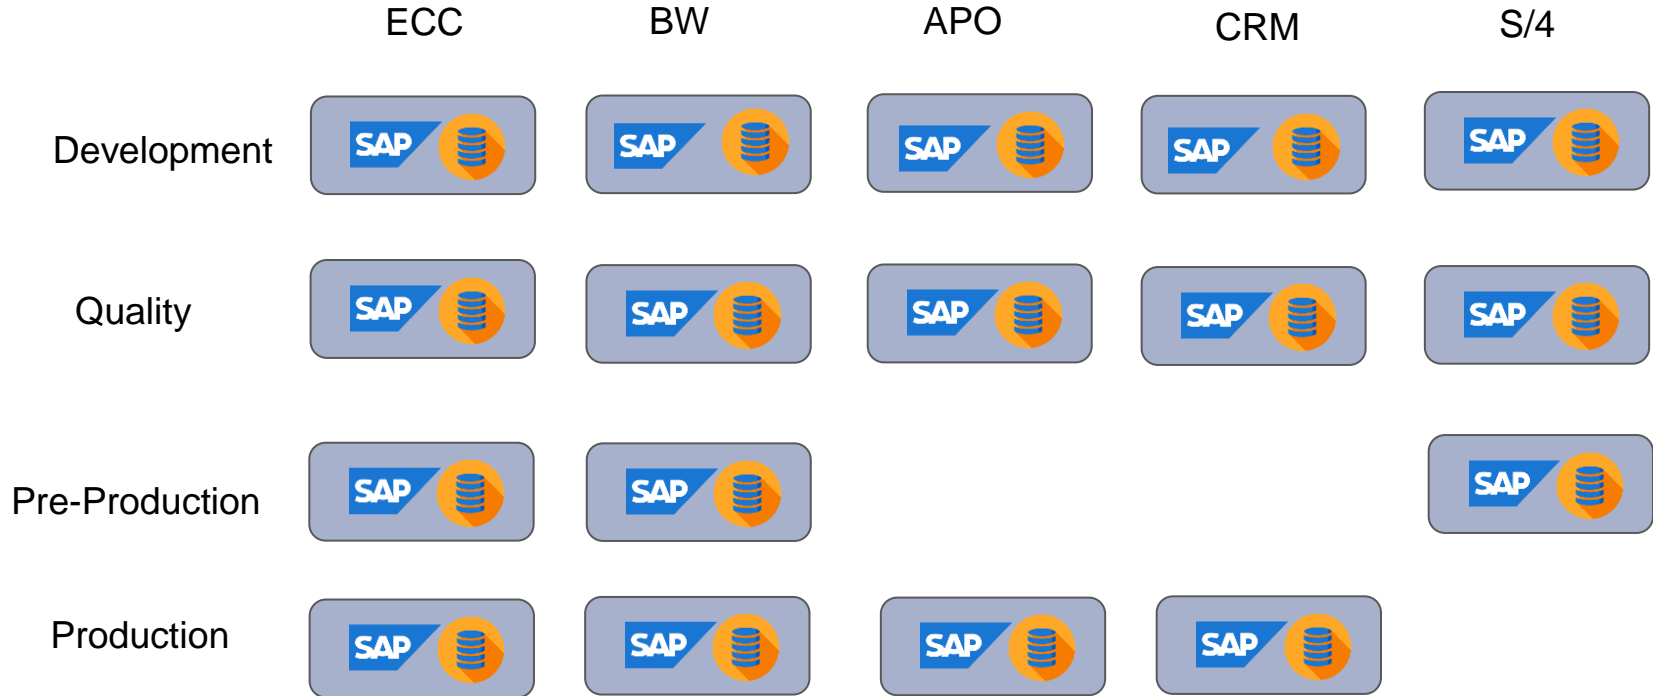 ECC BW APO CRM S/4
Development SAP SAP SAP SAP SAP
Quality SAP SAP SAP SAP SAP
Pre-Production SAP SAP SAP
Production SAP SAP SAP SAP